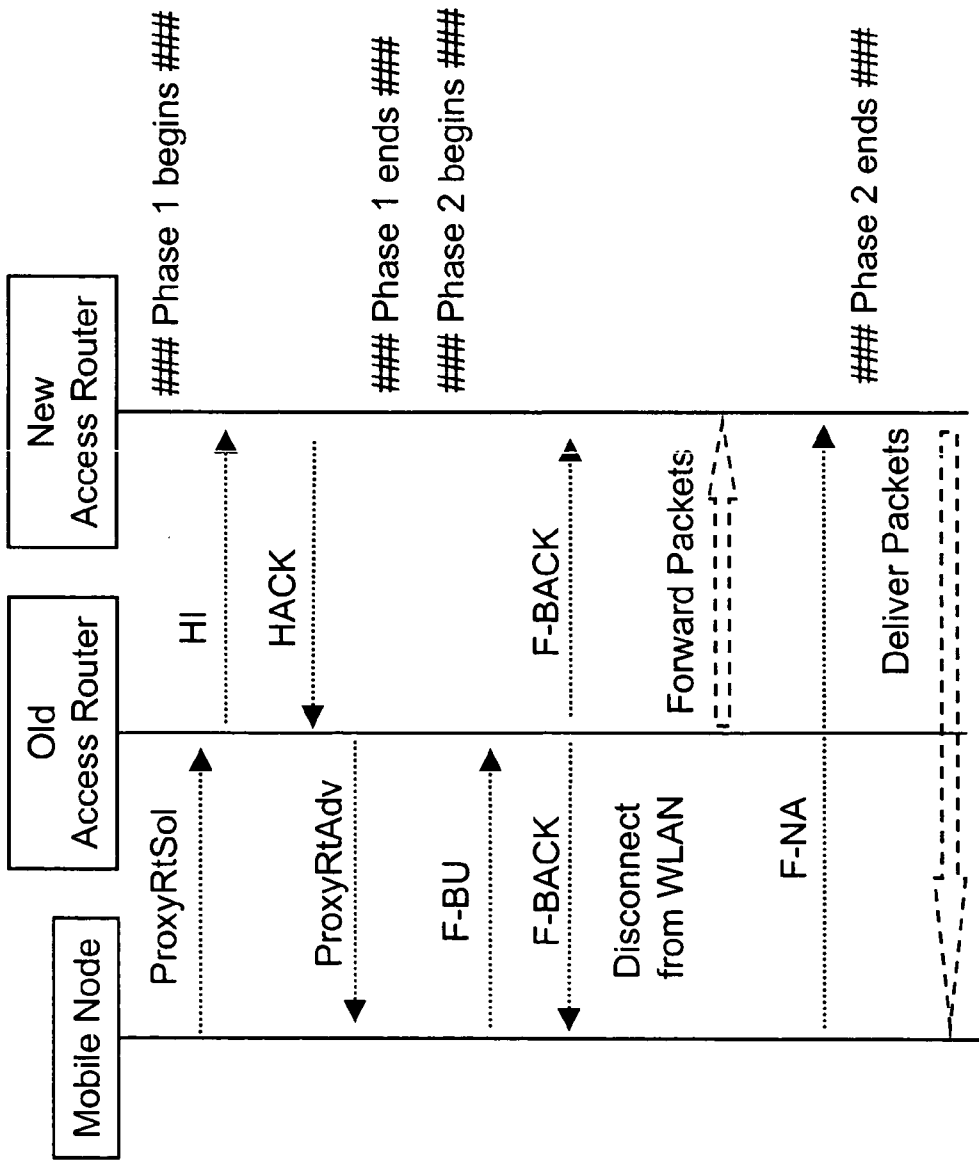 Mobile Node
Old
Access Router
New
Access Router
### Phase 1 begins ###
ProxyRtSol
HI
HACK
ProxyRtAdv
### Phase 1 ends ###
### Phase 2 begins ###
F-BU
F-BACK
F-BACK
Disconnect
from WLAN
Forward Packets
F-NA
### Phase 2 ends ###
Deliver Packets